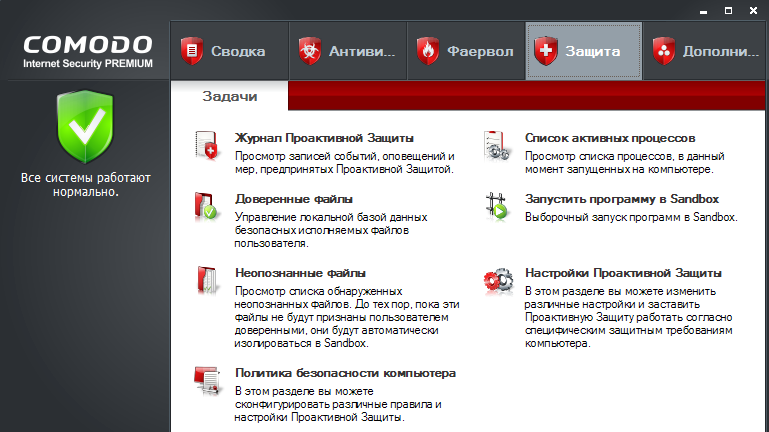 COMODO
Internet Security PREMIUM
Сводка
Антиви...
Фаервол
Защита
Дополни...
Все системы работают
нормально.
Задачи
Журнал Проактивной Защиты
Просмотр записей событий, оповещений и
мер, предпринятых Проактивной Защитой.
Доверенные файлы
Управление локальной базой данных
безопасных исполняемых файлов
пользователя.
Неопознанные файлы
Просмотр списка обнаруженных
неопознанных файлов. До тех пор, пока эти
файлы не будут признаны пользователем
доверенными, они будут автоматически
изолироваться в Sandbox.
Политика безопасности компьютера
В этом разделе вы можете
сконфигурировать различные правила и
настройки Проактивной Защиты.
Список активных процессов
Просмотр списка процессов, в данный
момент запущенных на компьютере.
Запустить программу в Sandbox
Выборочный запуск программ в Sandbox.
Настройки Проактивной Защиты
В этом разделе вы можете изменить
различные настройки и заставить
Проактивную Защиту работать согласно
специфическим защитным требованиям
компьютера.